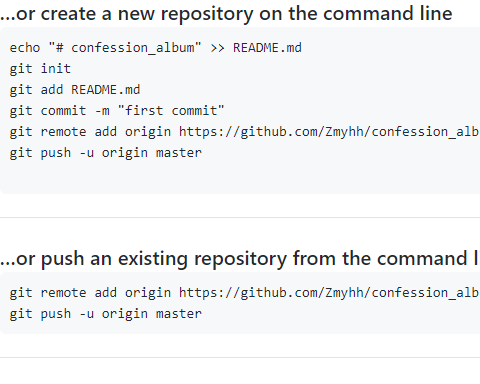 ...or create a new repository on the command line
echo "# confession_album" >> README.md
git init
git add README.md
git commit -m "first commit"
git remote add origin https://github.com/Zmyhh/confession_alb
git push -u origin master
...or push an existing repository from the command l
git remote add origin https://github.com/Zmyhh/confession_alb
git push -u origin master